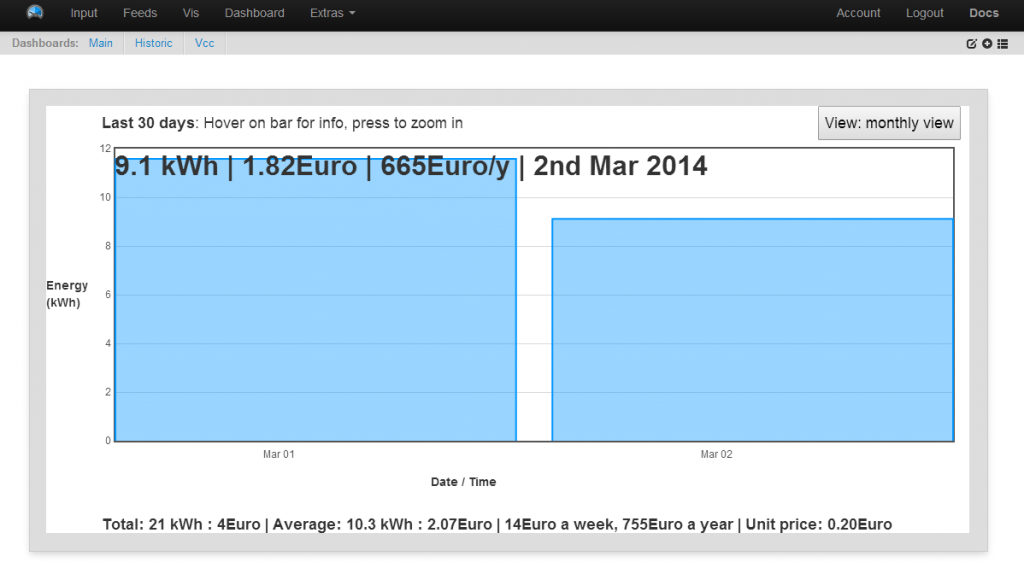 Input Feeds Vis Dashboard Extras Account Logout Docs
Dashboards: Main Historic Vcc
Last 30 days: Hover on bar for info, press to zoom in View: monthly view
9.1 kWh | 1.82Euro | 665Euro/y | 2nd Mar 2014
12
10
8
Energy
(kWh)
6
4
2
0
Mar 01 Mar 02
Date / Time
Total: 21 kWh : 4Euro | Average: 10.3 kWh : 2.07Euro | 14Euro a week, 755Euro a year | Unit price: 0.20Euro